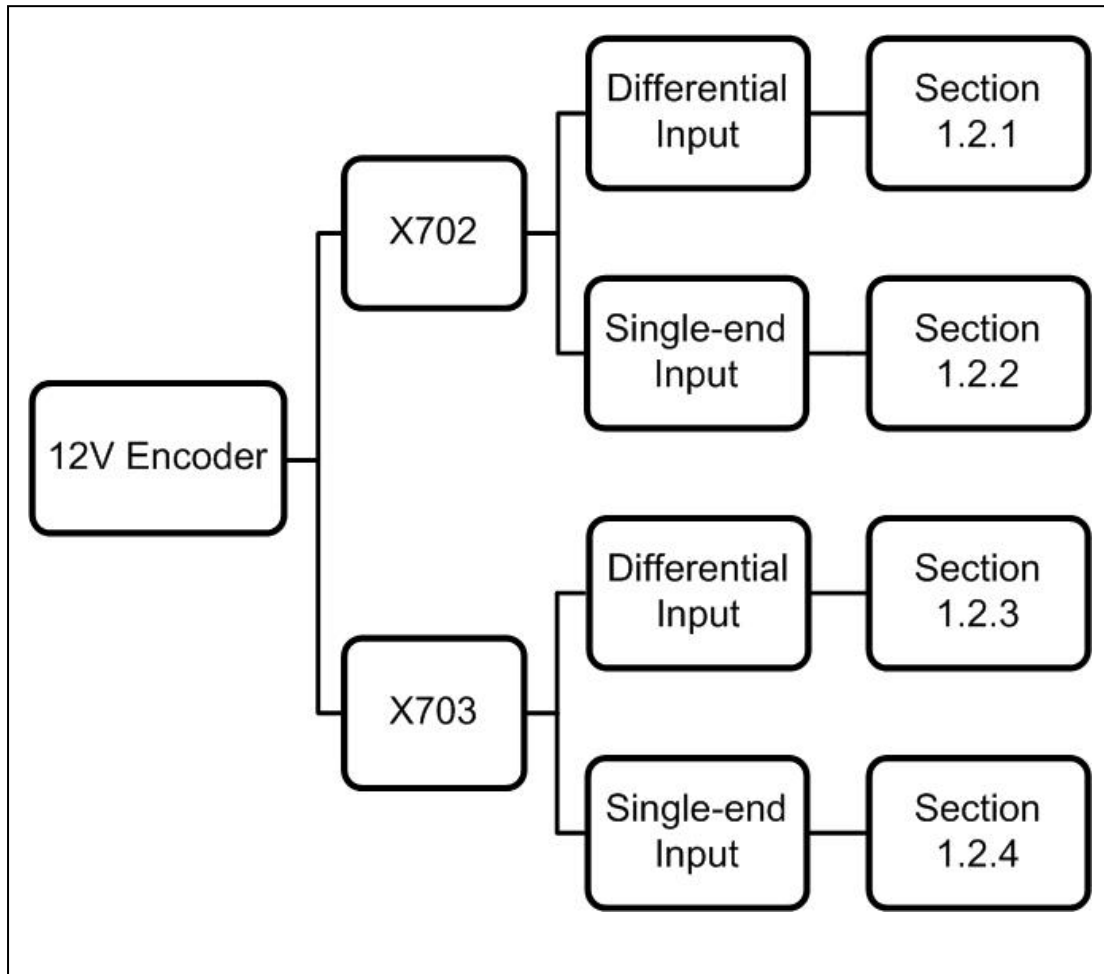 12V Encoder
X702
Differential
Input
Section
1.2.1
Single-end
Input
Section
1.2.2
X703
Differential
Input
Section
1.2.3
Single-end
Input
Section
1.2.4